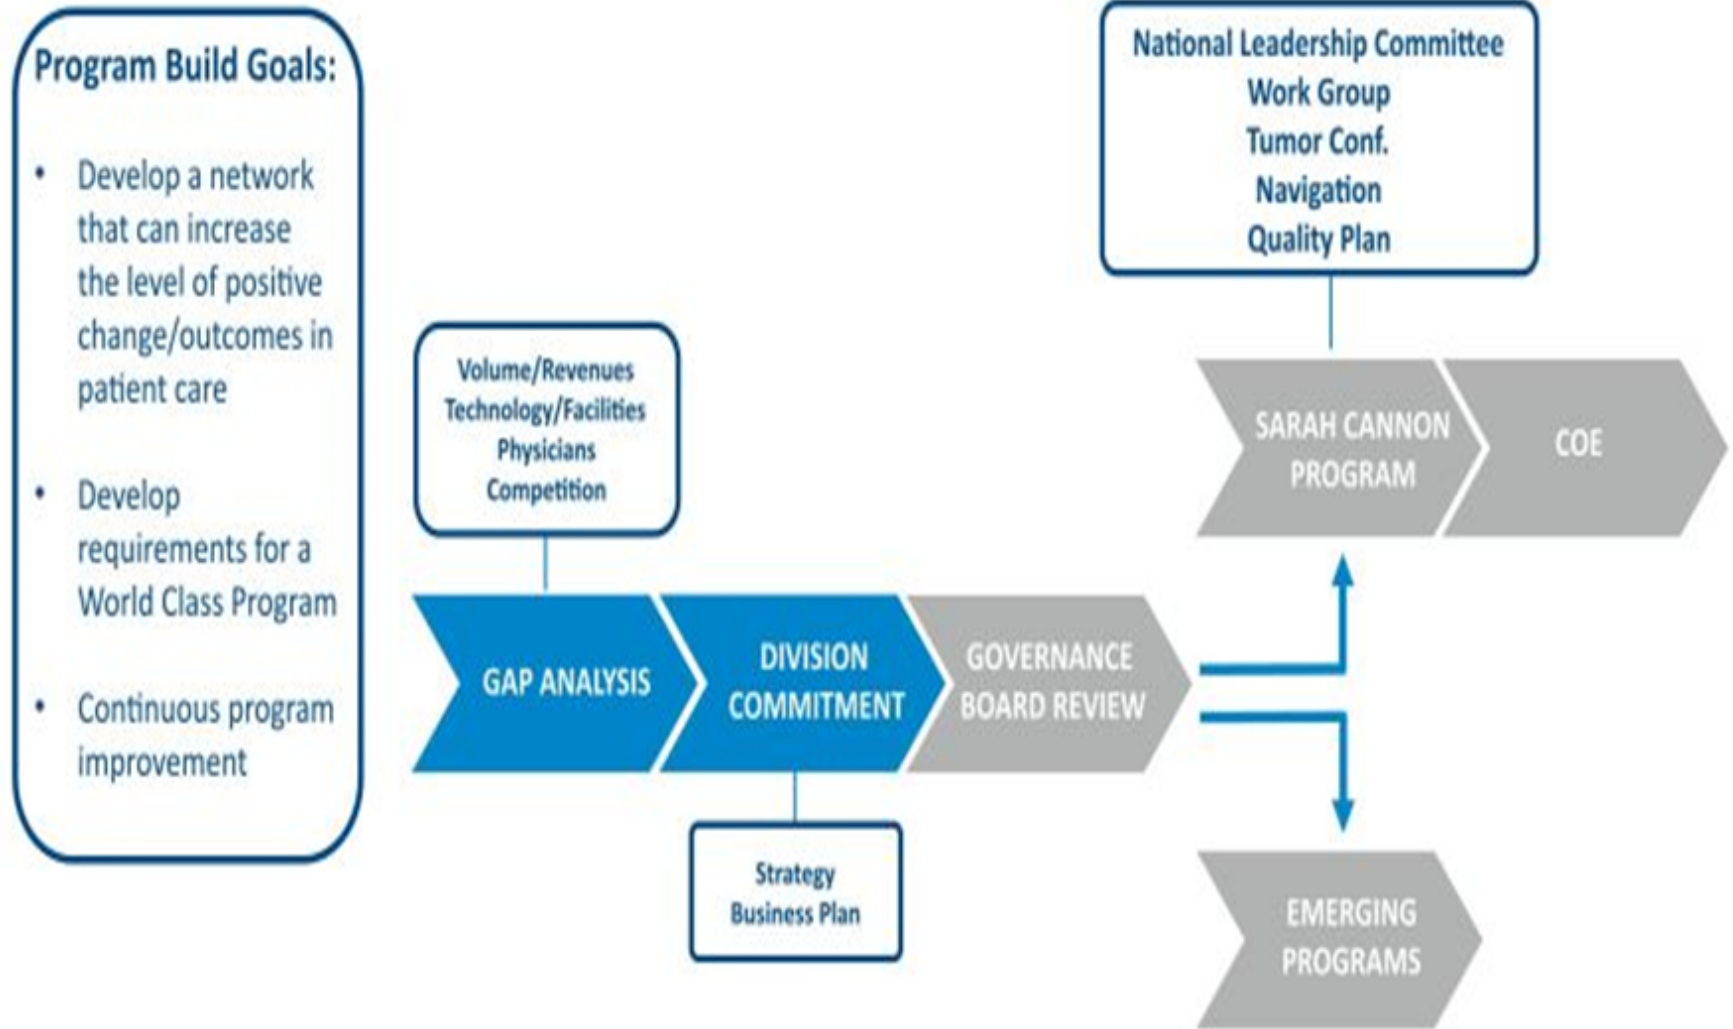 Program Build Goals:
• Develop a network
that can increase
the level of positive
change/outcomes in
patient care
• Develop
requirements for a
World Class Program
• Continuous program
improvement
Volume/Revenues
Technology/Facilities
Physicians
Competition
GAP ANALYSIS
DIVISION
COMMITMENT
GOVERNANCE
BOARD REVIEW
Strategy
Business Plan
National Leadership Committee
Work Group
Tumor Conf.
Navigation
Quality Plan
SARAH CANNON
PROGRAM
COE
EMERGING
PROGRAMS